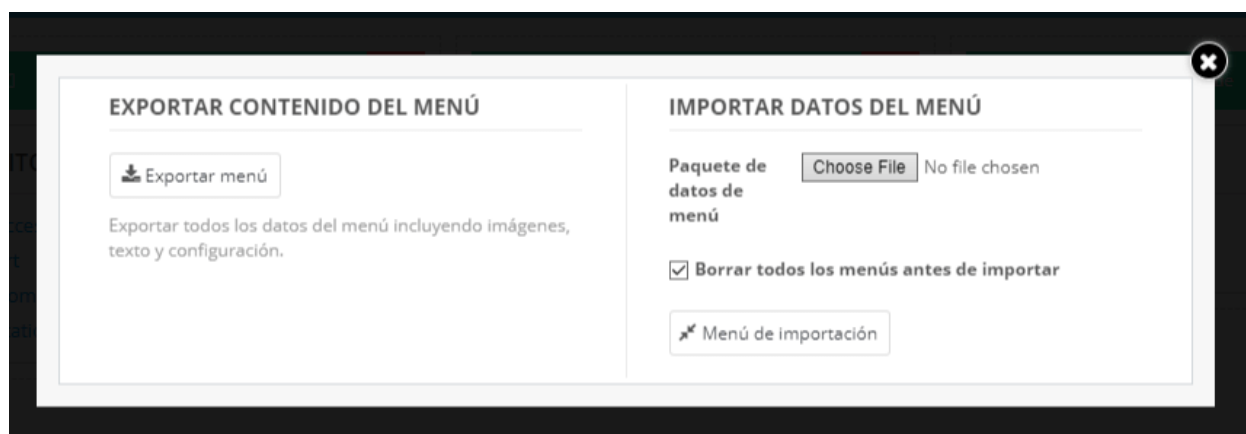 EXPORTAR CONTENIDO DEL MENÚ
Exportar menú
Exportar todos los datos del menú incluyendo imágenes,
texto y configuración.
IMPORTAR DATOS DEL MENÚ
Paquete de
datos de
menú
Choose File No file chosen
Borrar todos los menús antes de importar
Menú de importación